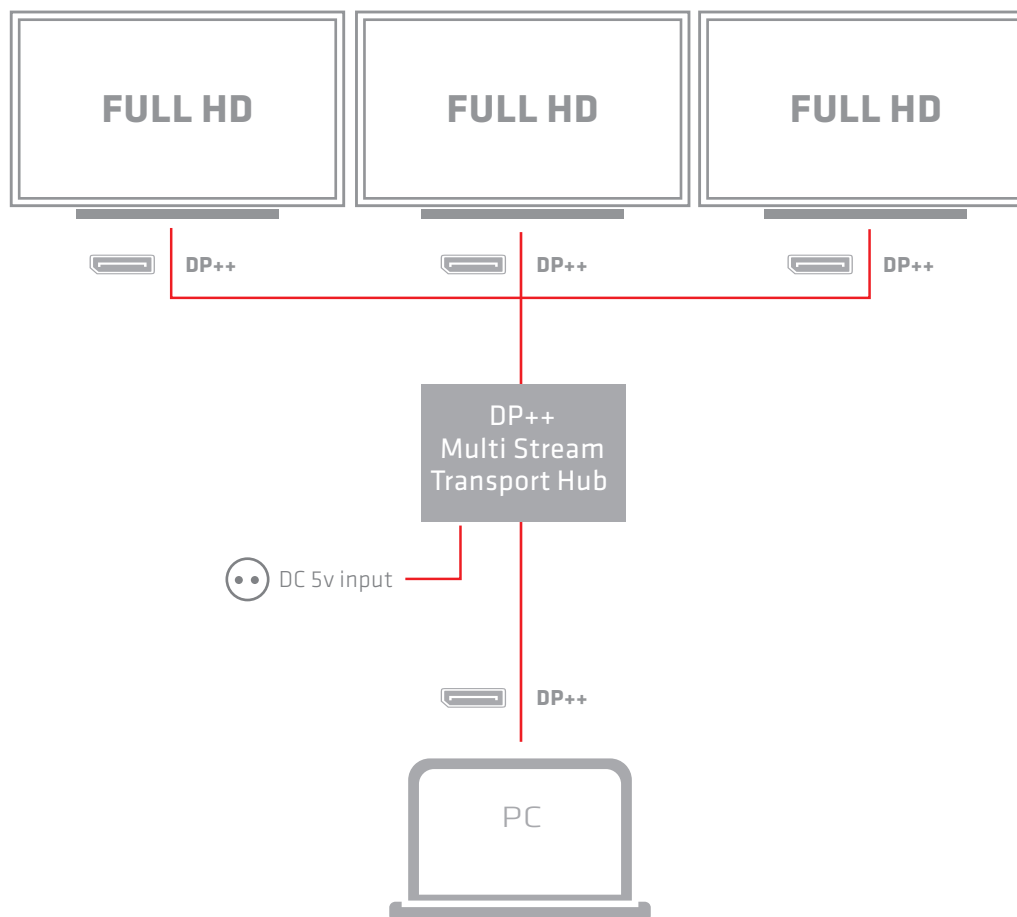 FULL HD
FULL HD
FULL HD
DP++
DP++
DP++
DP++
Multi Stream
Transport Hub
DC 5v input
DP++
PC